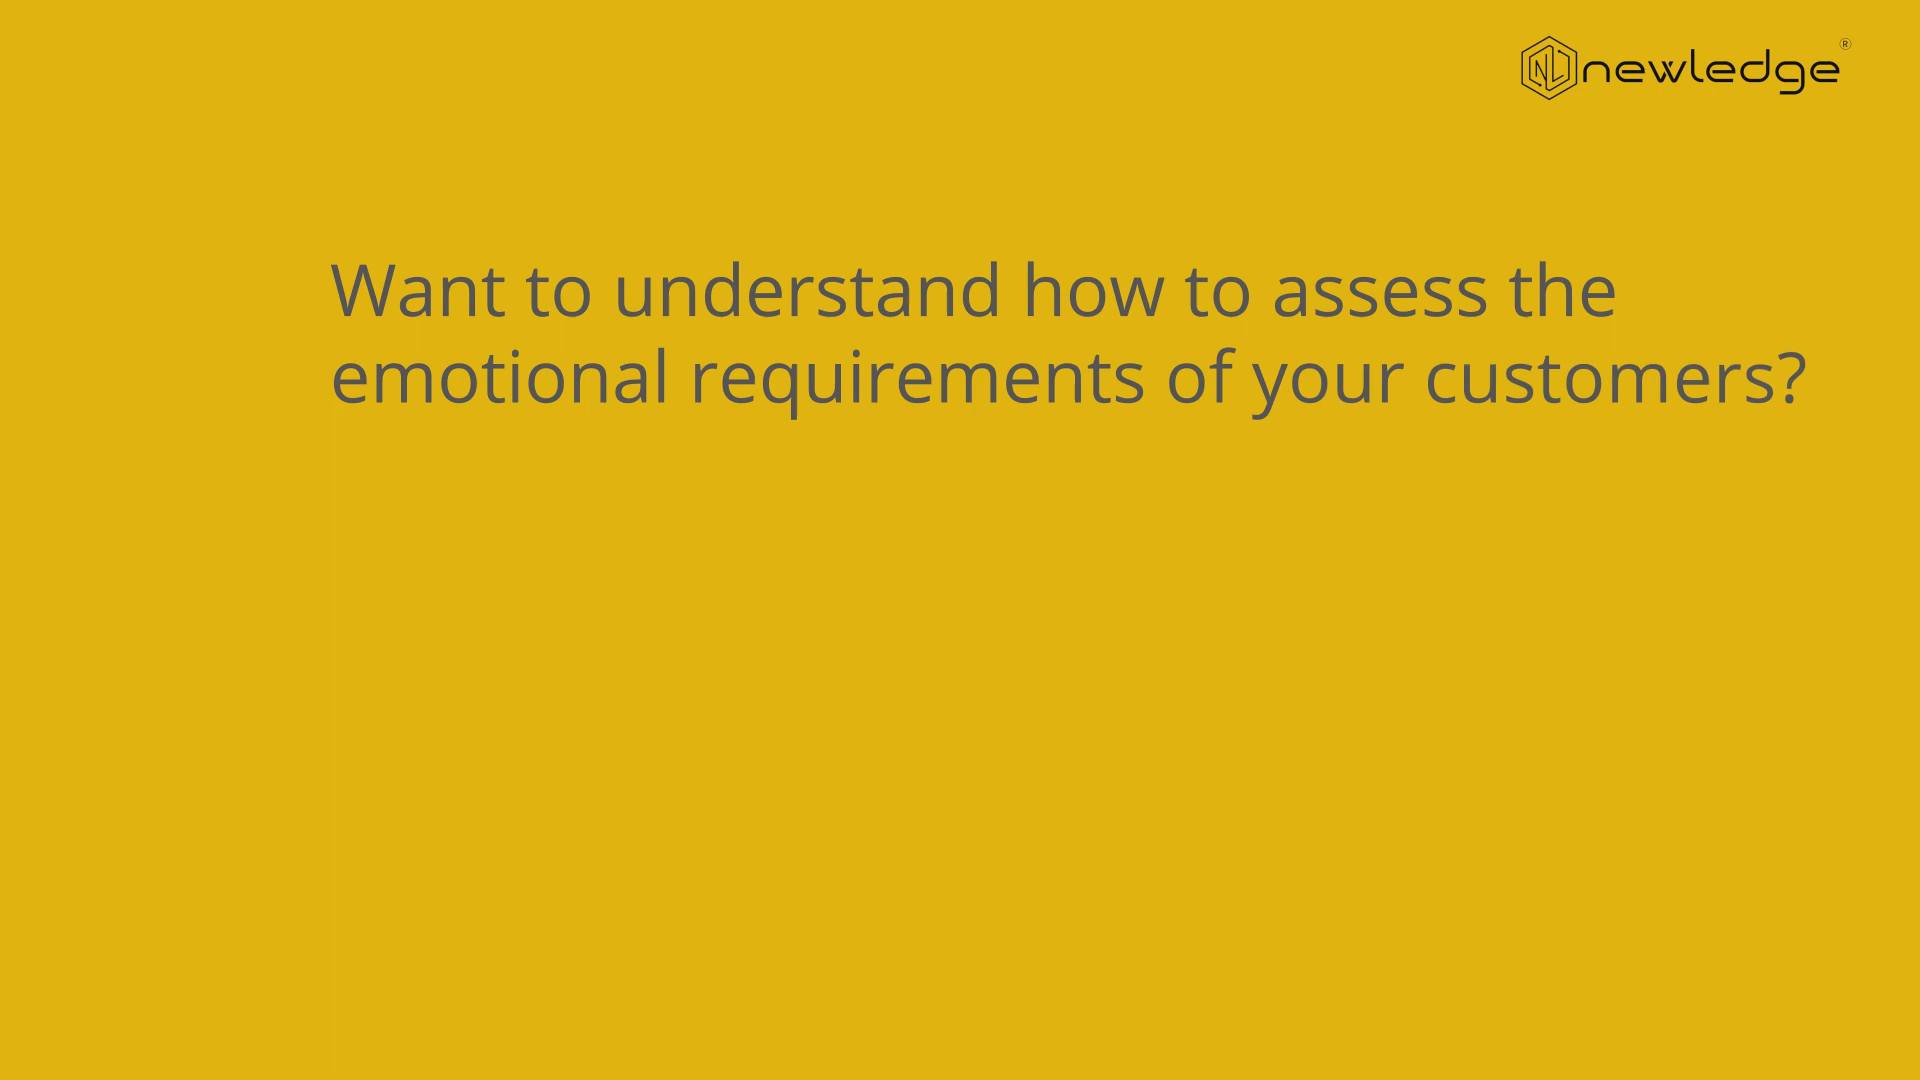 newledge®
Want to understand how to assess the
emotional requirements of your customers?